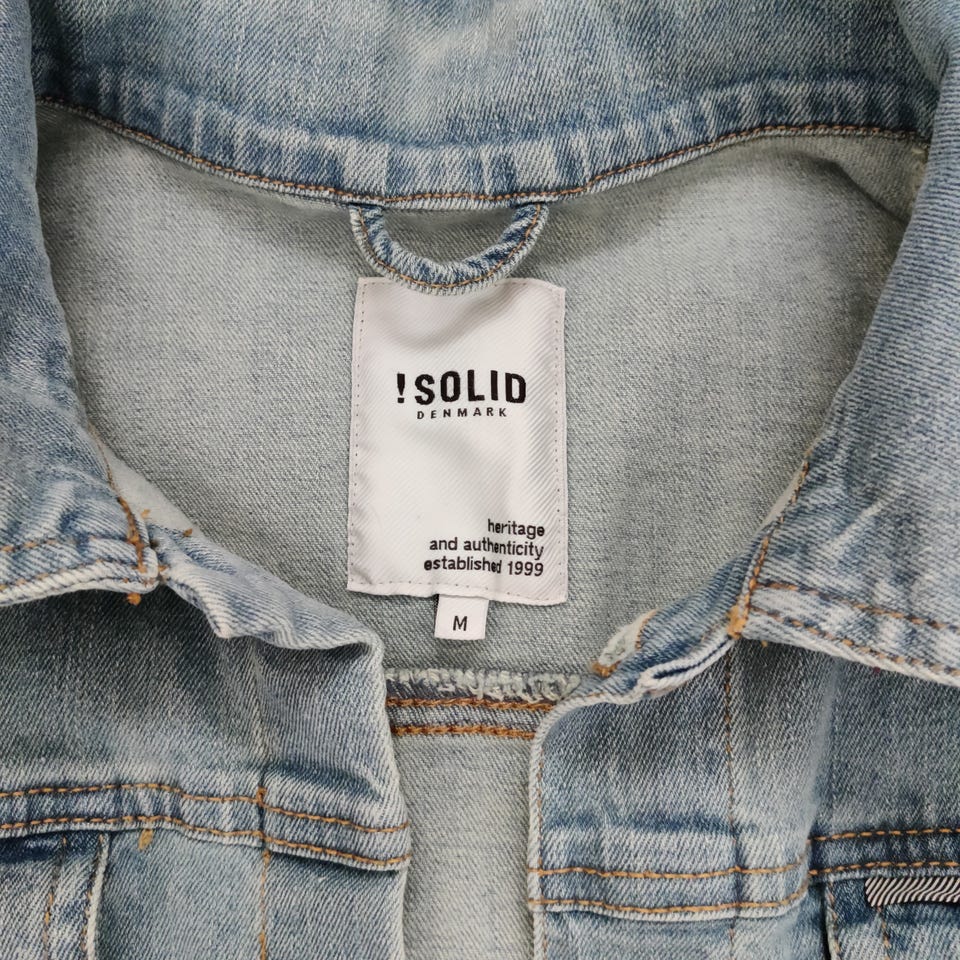 !SOLID
DENMARK
heritage
and authenticity
established 1999
M